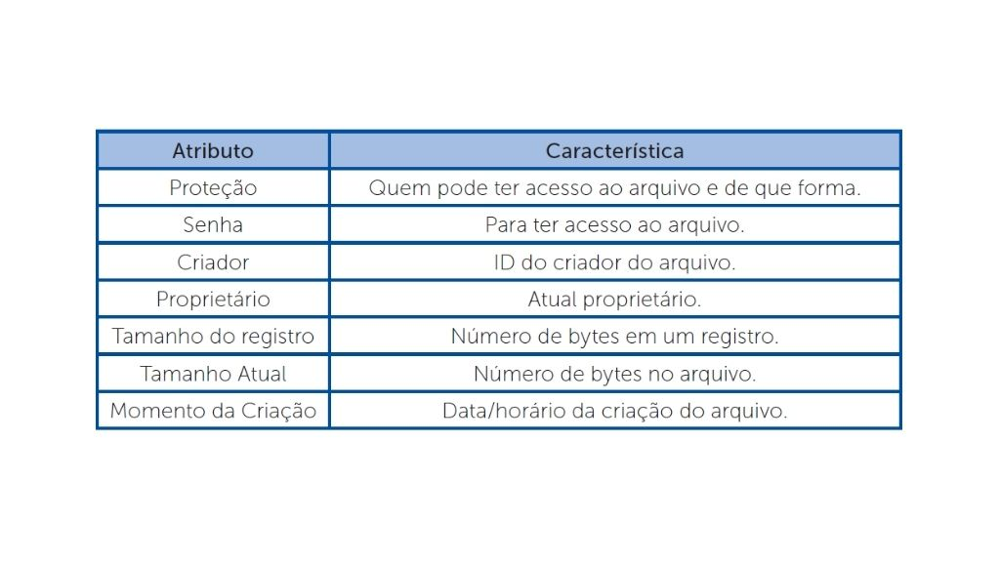 Atributo Característica
Proteção Quem pode ter acesso ao arquivo e de que forma.
Senha Para ter acesso ao arquivo.
Criador ID do criador do arquivo.
Proprietário Atual proprietário.
Tamanho do registro Número de bytes em um registro.
Tamanho Atual Número de bytes no arquivo.
Momento da Criação Data/horário da criação do arquivo.